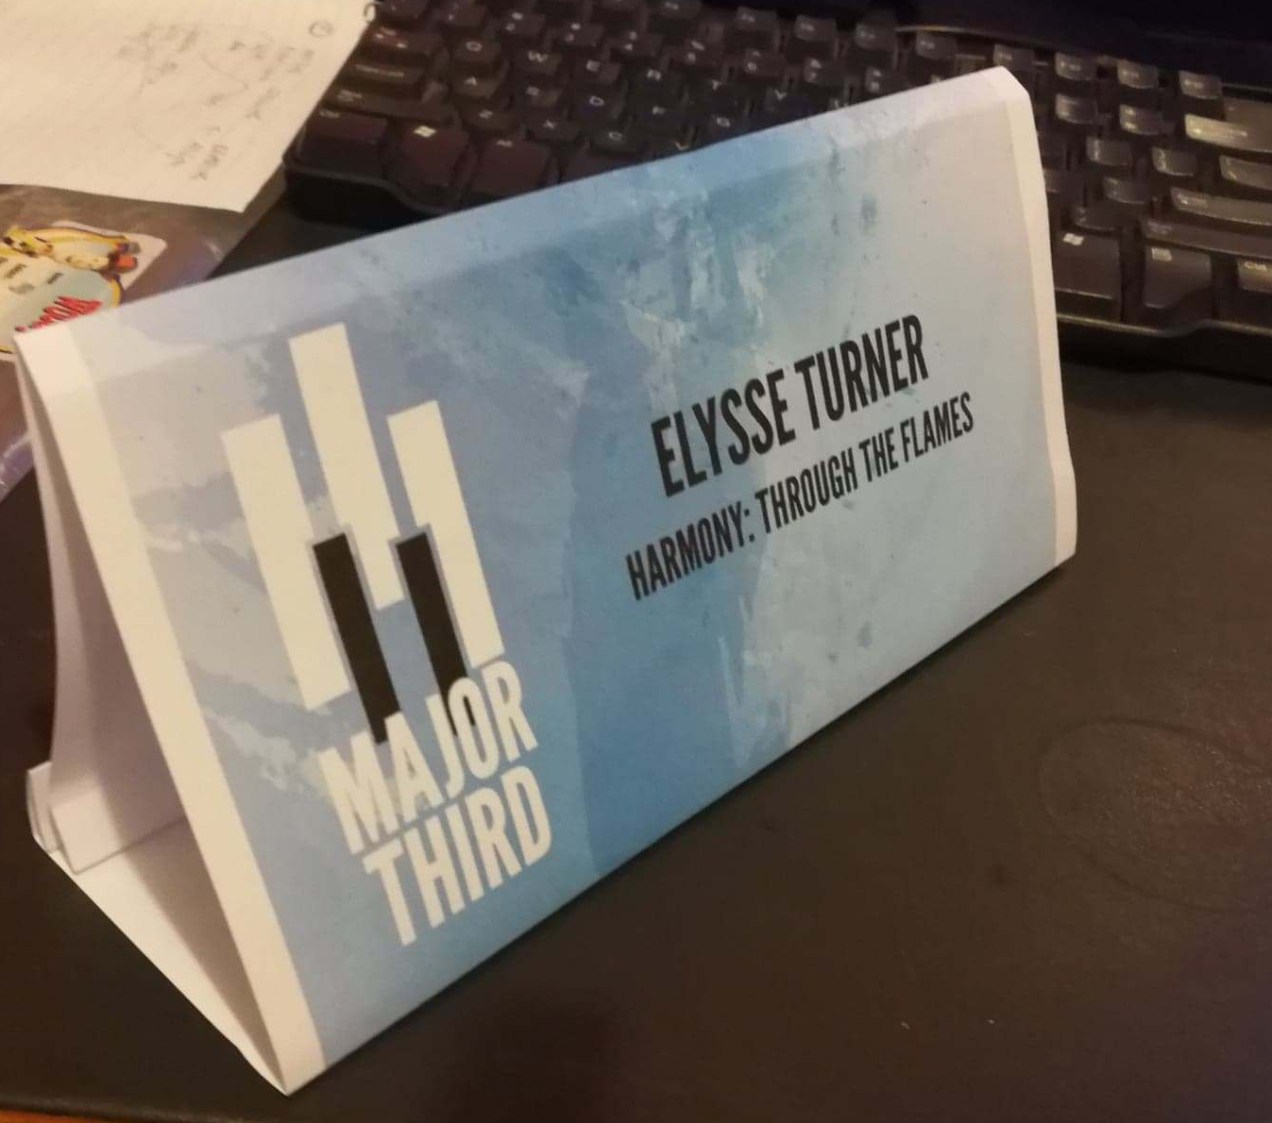 ELYSSE TURNER
HARMONY: THROUGH THE FLAMES
MAJOR
THIRD